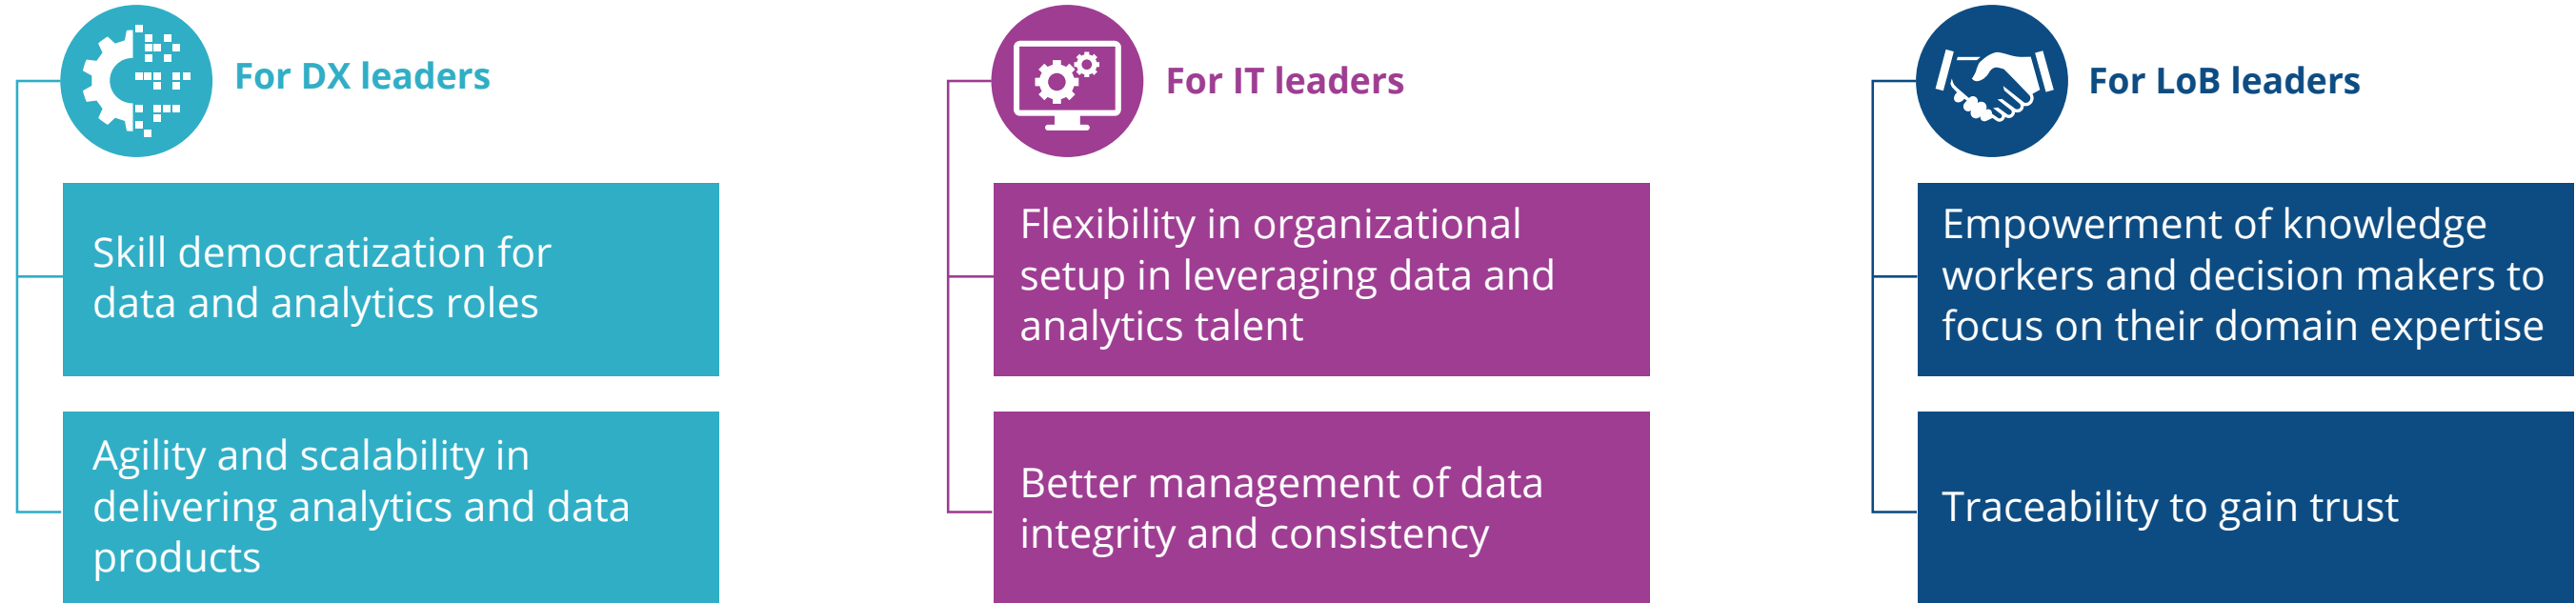 For DX leaders
Skill democratization for
data and analytics roles
Agility and scalability in
delivering analytics and data
products
For IT leaders
Flexibility in organizational
setup in leveraging data and
analytics talent
Better management of data
integrity and consistency
For LoB leaders
Empowerment of knowledge
workers and decision makers to
focus on their domain expertise
Traceability to gain trust